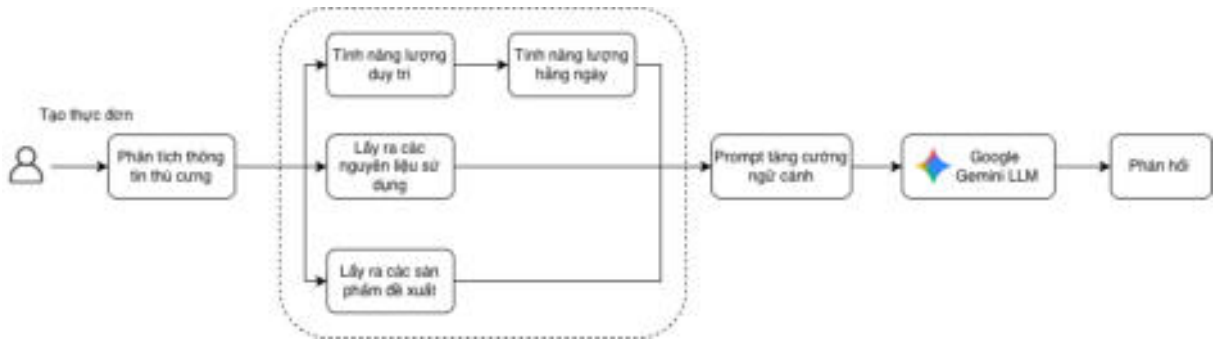 Tính năng lượng
duy trì
Tính năng lượng
hằng ngày
Tạo thực đơn
Phân tích thông
tin thú cưng
Lấy ra các
nguyên liệu sử
dụng
Prompt tăng cường
ngữ cảnh
Google
Gemini LLM
Phản hồi
Lấy ra các sản
phẩm đề xuất